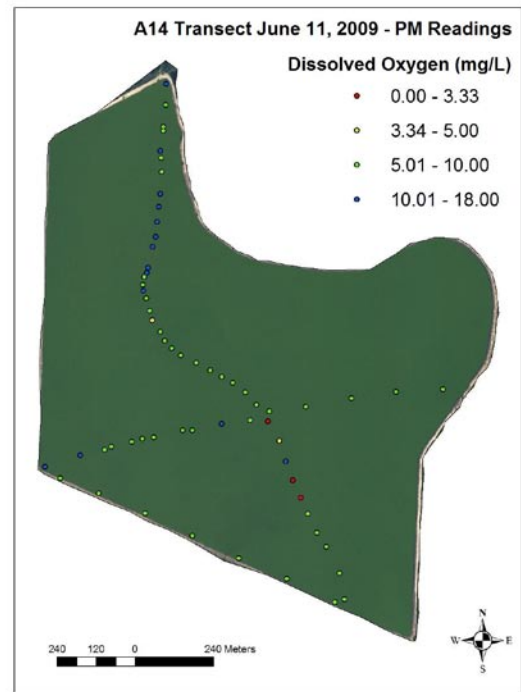 A14 Transect June 11, 2009 - PM Readings
Dissolved Oxygen (mg/L)
0.00 - 3.33
3.34 - 5.00
5.01 - 10.00
10.01 - 18.00
N
W E
S
240 120 0 240 Meters